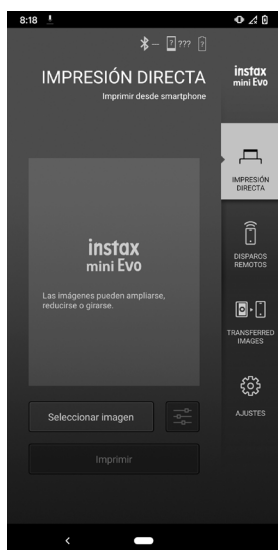 8:18
???
?
IMPRESIÓN DIRECTA
Imprimir desde smartphone
instax
mini Evo
IMPRESIÓN
DIRECTA
DISPAROS
REMOTOS
TRANSFERRED
IMAGES
AJUSTES
instax
mini Evo
Las imágenes pueden ampliarse,
reducirse o girarse.
Seleccionar imagen
Imprimir